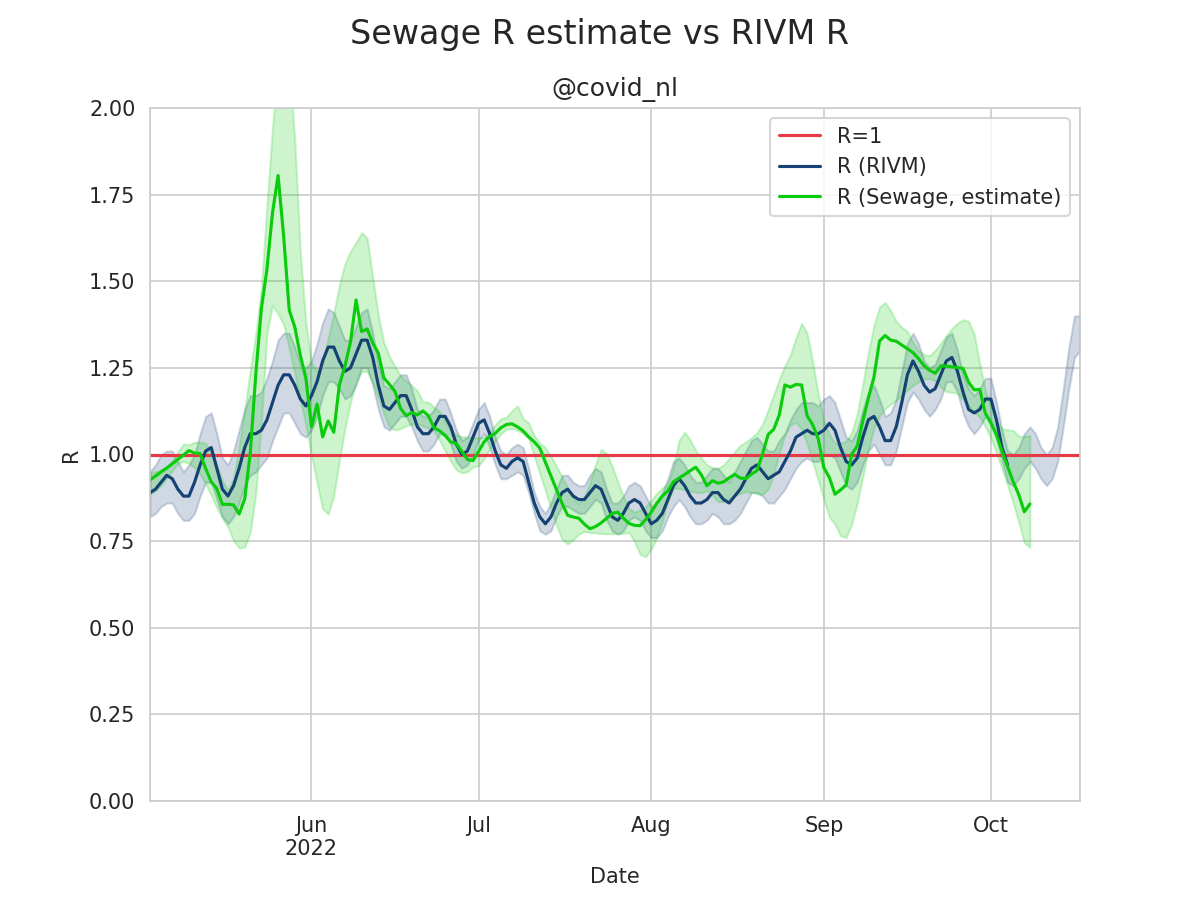 Sewage R estimate vs RIVM R
@covid_nl
R=1
R (RIVM)
R (Sewage, estimate)
2.00
1.75
1.50
1.25
1.00
0.75
0.50
0.25
0.00
R
Jun
2022
Jul
Aug
Sep
Oct
Date